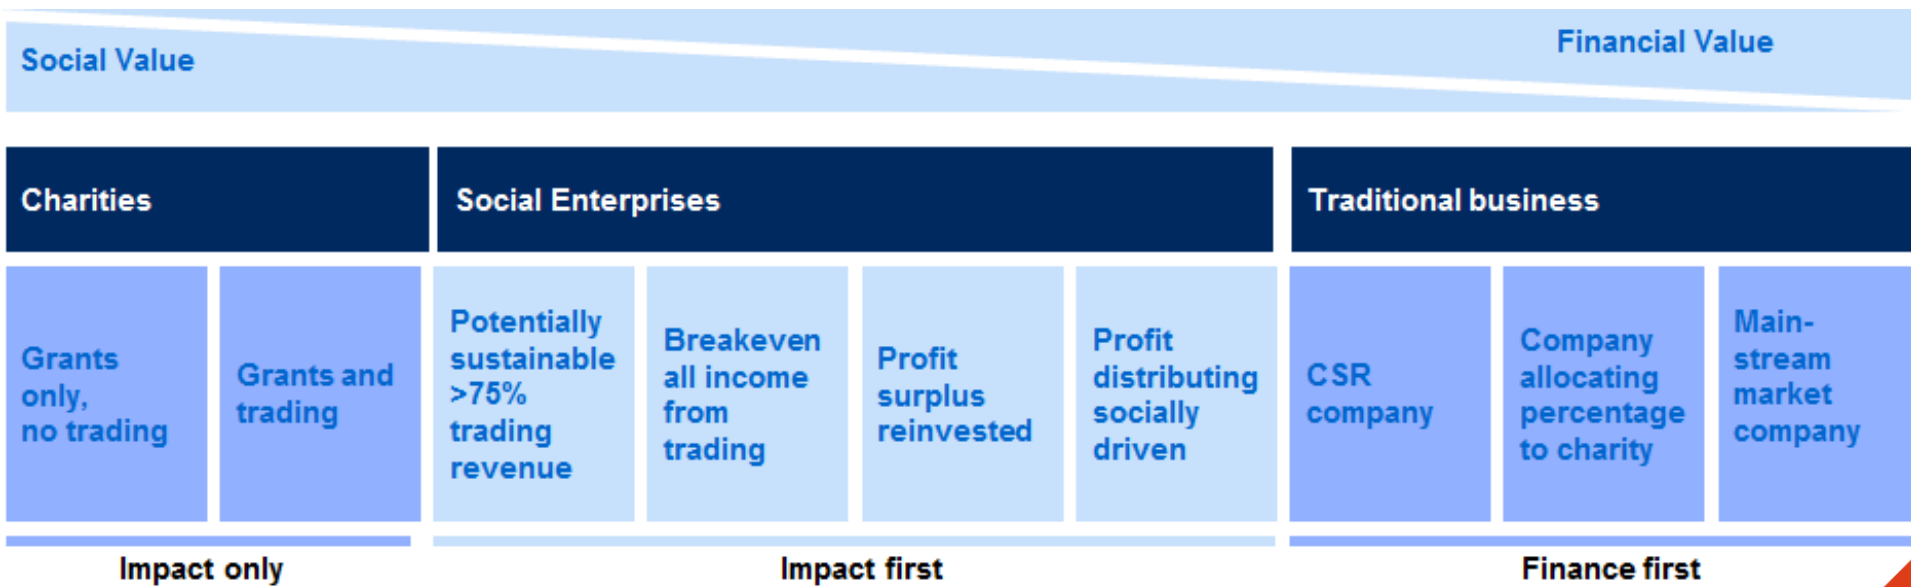 Social Value
Financial Value
Charities
Social Enterprises
Traditional business
Grants
only,
no trading
Grants and
trading
Potentially
sustainable
>75%
trading
revenue
Breakeven
all income
from
trading
Profit
surplus
reinvested
Profit
distributing
socially
driven
CSR
company
Company
allocating
percentage
to charity
Main-
stream
market
company
Impact only
Impact first
Finance first